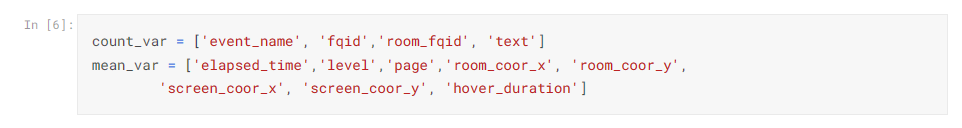 In [6]:
count_var = ['event_name', 'fqid','room_fqid', 'text']
mean_var = ['elapsed_time','level','page','room_coor_x', 'room_coor_y',
        'screen_coor_x', 'screen_coor_y', 'hover_duration']